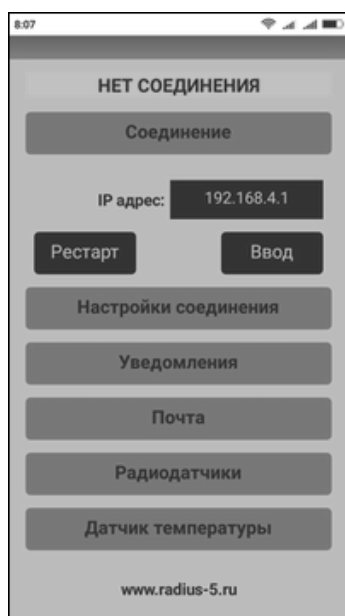 8:07
НЕТ СОЕДИНЕНИЯ
Соединение
IP адрес: 192.168.4.1
Рестарт Ввод
Настройки соединения
Уведомления
Почта
Радиодатчики
Датчик температуры
www.radius-5.ru